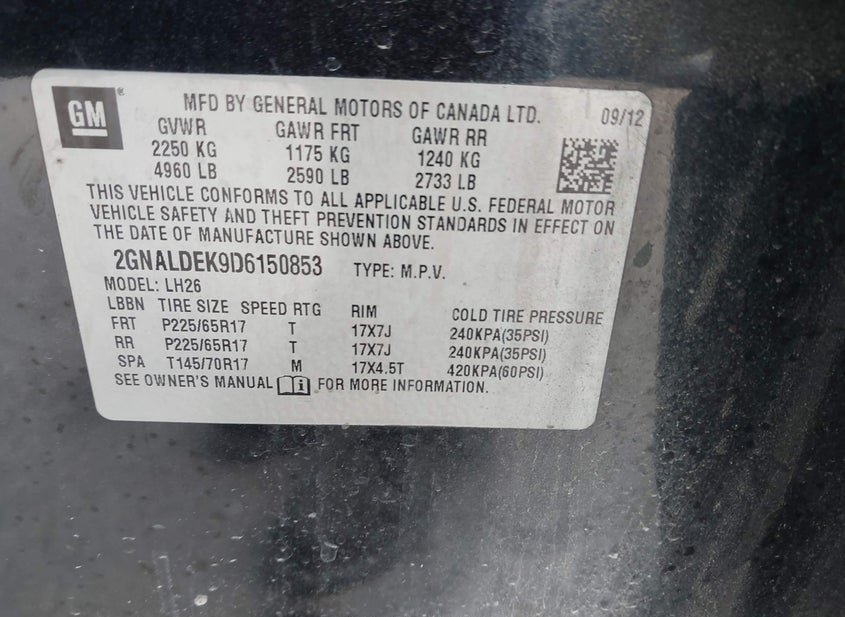 GM®
MFD BY GENERAL MOTORS OF CANADA LTD. 09/12
GVWR GAWR FRT GAWR RR
2250 KG 1175 KG 1240 KG
4960 LB 2590 LB 2733 LB
THIS VEHICLE CONFORMS TO ALL APPLICABLE U.S. FEDERAL MOTOR
VEHICLE SAFETY AND THEFT PREVENTION STANDARDS IN EFFECT ON
THE DATE OF MANUFACTURE SHOWN ABOVE.
2GNALDEK9D6150853 TYPE: M.P.V.
MODEL: LH26
LBBN TIRE SIZE SPEED RTG RIM COLD TIRE PRESSURE
FRT P225/65R17 T 17X7J 240KPA(35PSI)
RR P225/65R17 T 17X7J 240KPA(35PSI)
SPA T145/70R17 M 17X4.5T 420KPA(60PSI)
SEE OWNER'S MANUAL i FOR MORE INFORMATION.